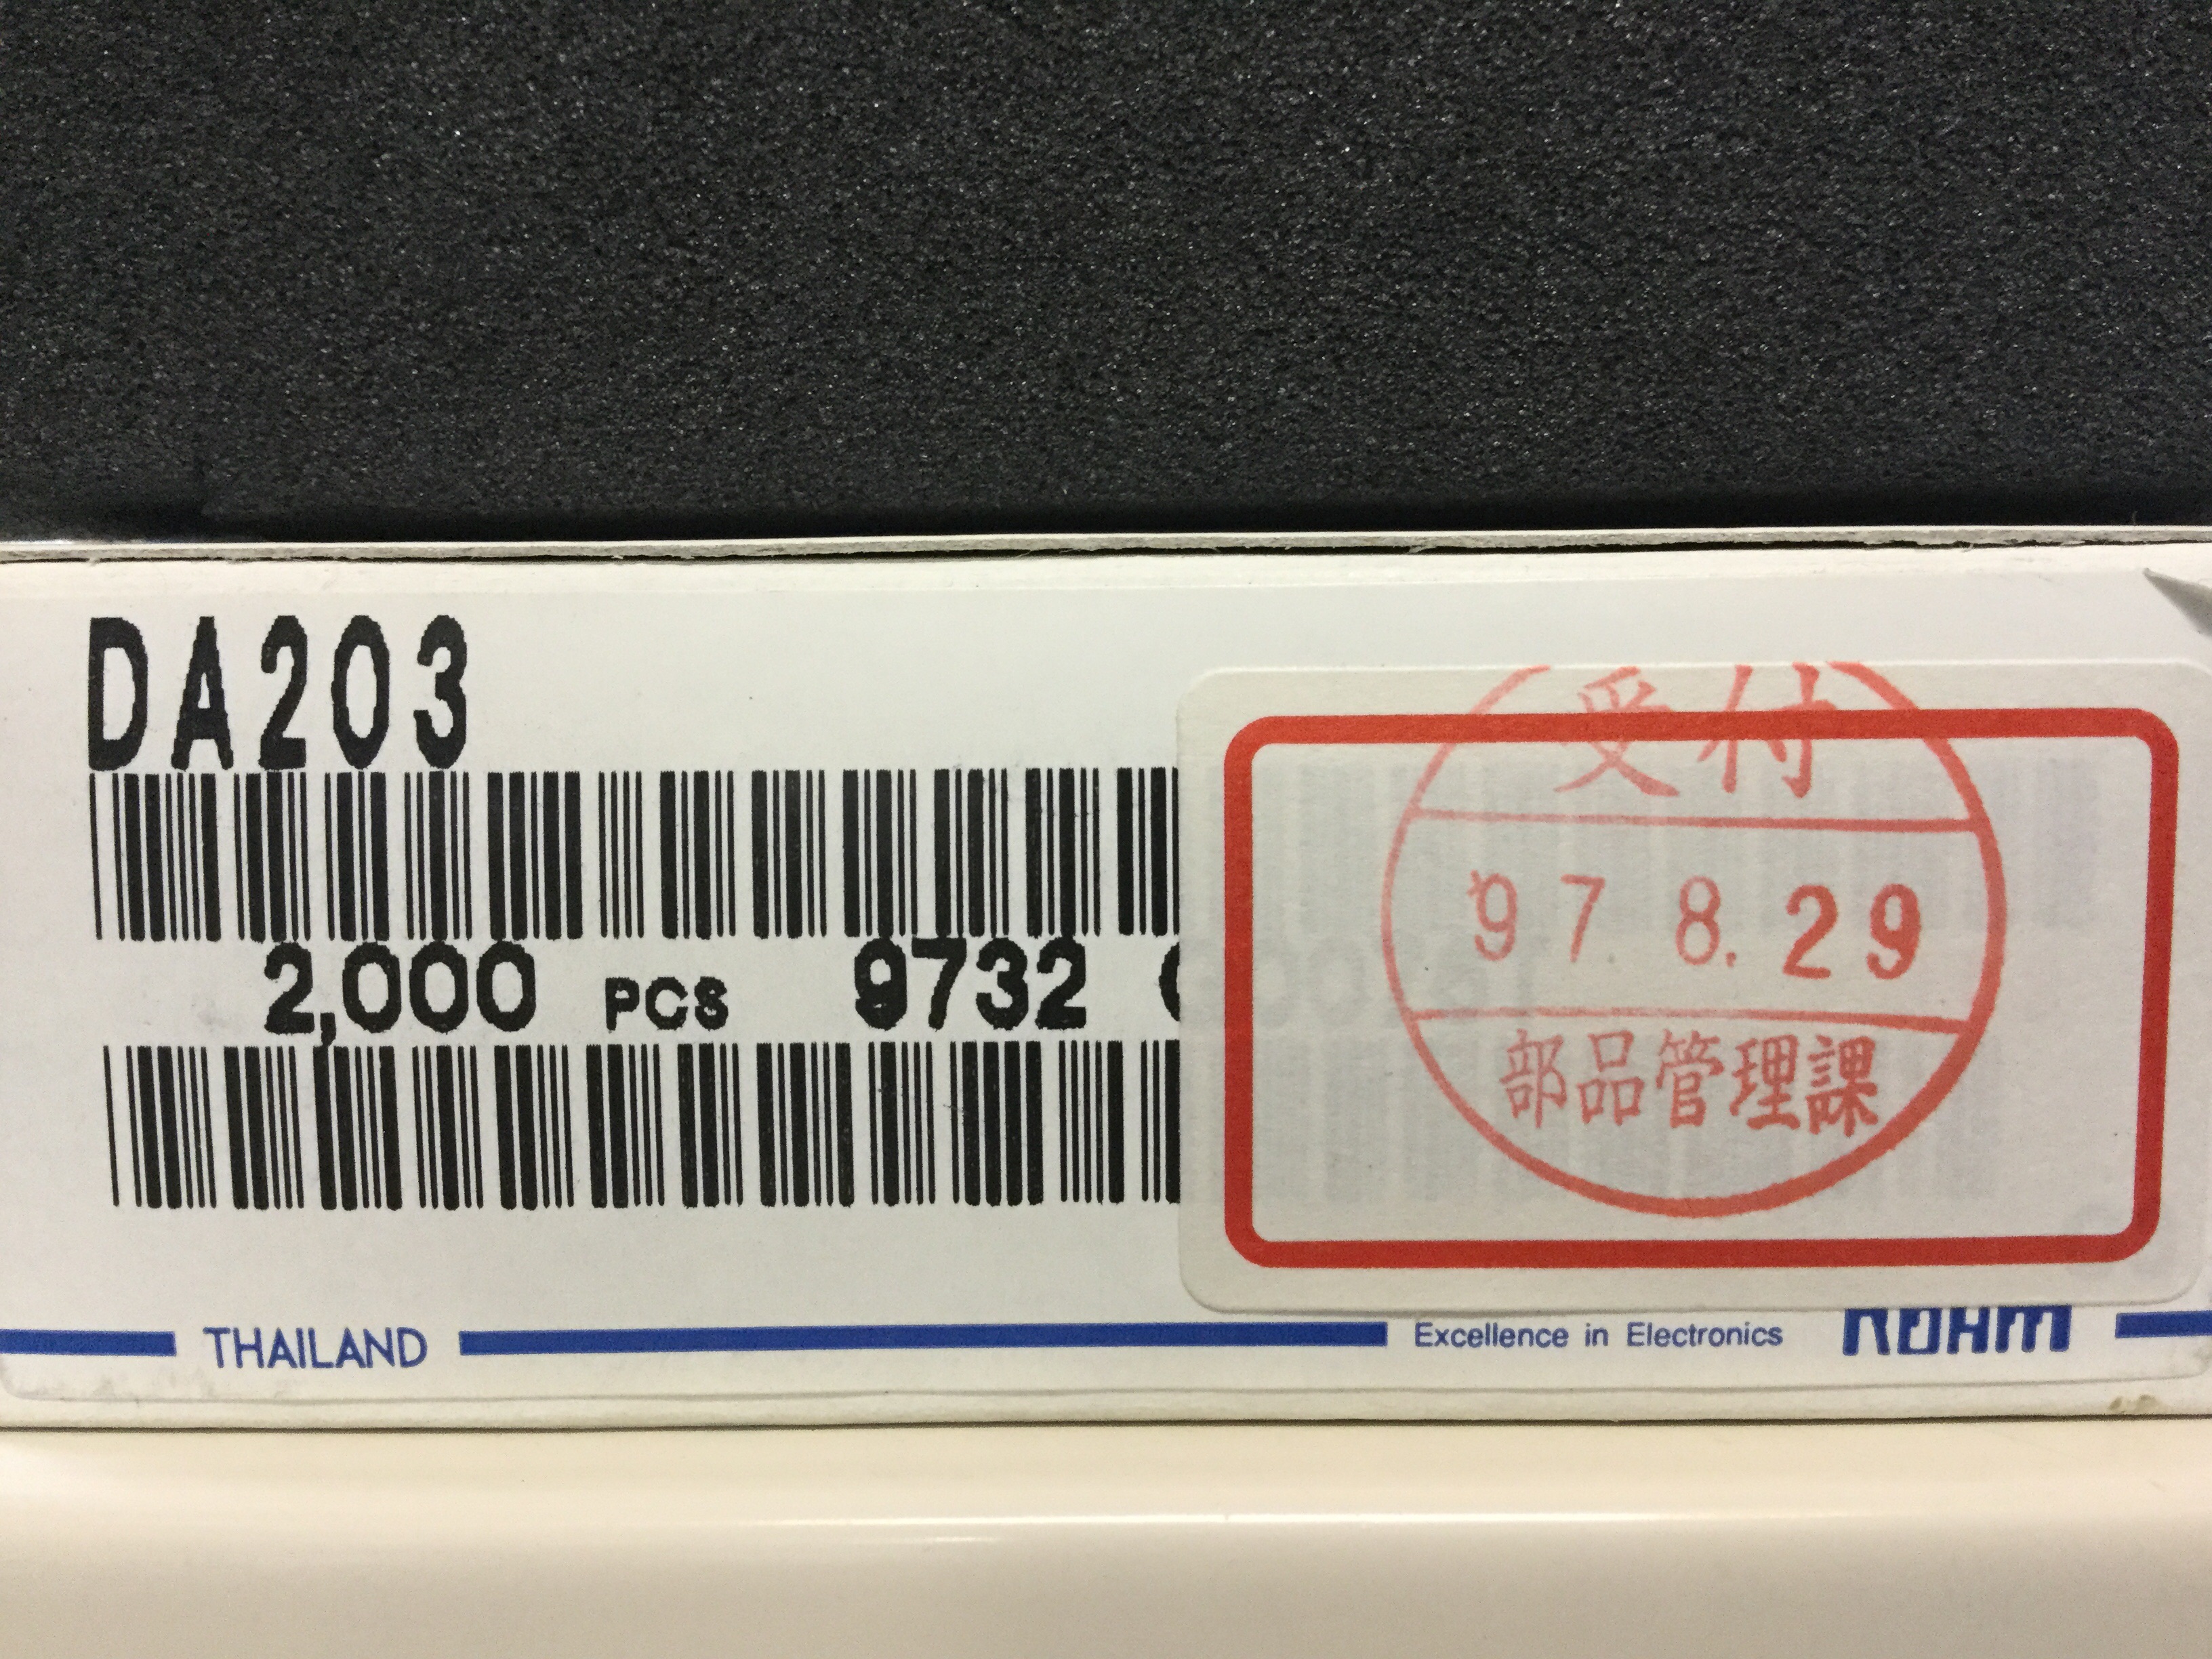 DA203
受付
'97. 8. 29
2,000 PCS 9732
部品管理課
THAILAND
Excellence in Electronics
ROHM